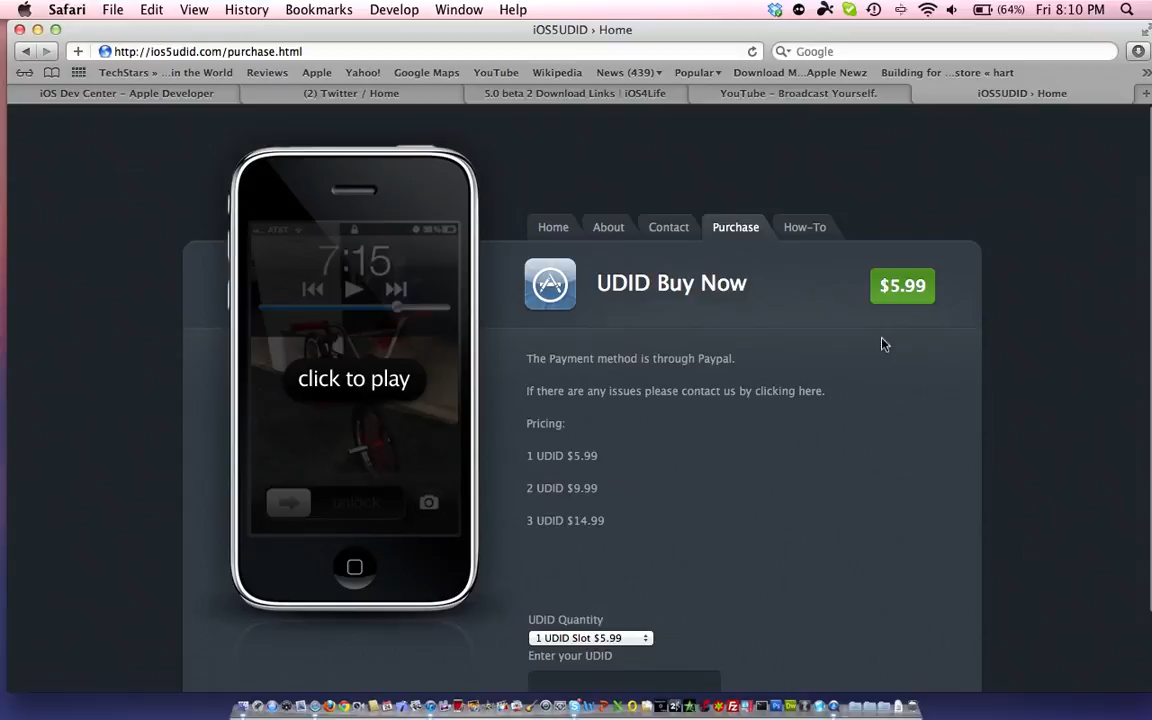 Safari File Edit View History Bookmarks Develop Window Help (64%) Fri 8:10 PM
iOS5UDID › Home
http://ios5udid.com/purchase.html Google
TechStars » ...in the World Reviews Apple Yahoo! Google Maps YouTube Wikipedia News (439) Popular Download M...Apple Newz Building for ...store « hart
iOS Dev Center – Apple Developer (2) Twitter / Home 5.0 beta 2 Download Links | iOS4Life YouTube – Broadcast Yourself. iOS5UDID › Home
Home About Contact Purchase How-To
AT&T
7:15
click to play
unlock
UDID Buy Now $5.99
The Payment method is through Paypal.
If there are any issues please contact us by clicking here.
Pricing:
1 UDID $5.99
2 UDID $9.99
3 UDID $14.99
UDID Quantity
1 UDID Slot $5.99
Enter your UDID